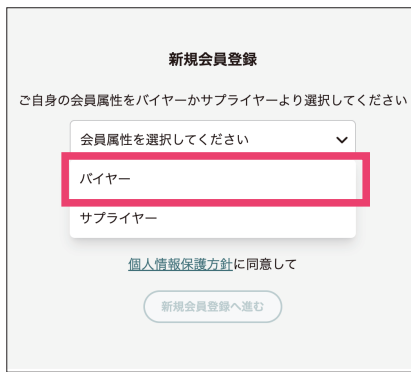 新規会員登録
ご自身の会員属性をバイヤーかサプライヤーより選択してください
会員属性を選択してください
バイヤー
サプライヤー
個人情報保護方針に同意して
新規会員登録へ進む